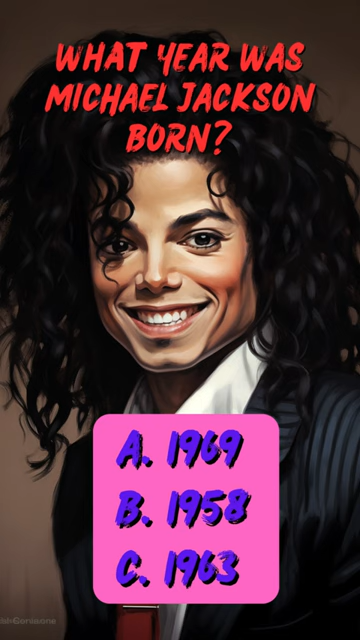 WHAT YEAR WAS
MICHAEL JACKSON
BORN?
A. 1969
B. 1958
C. 1963